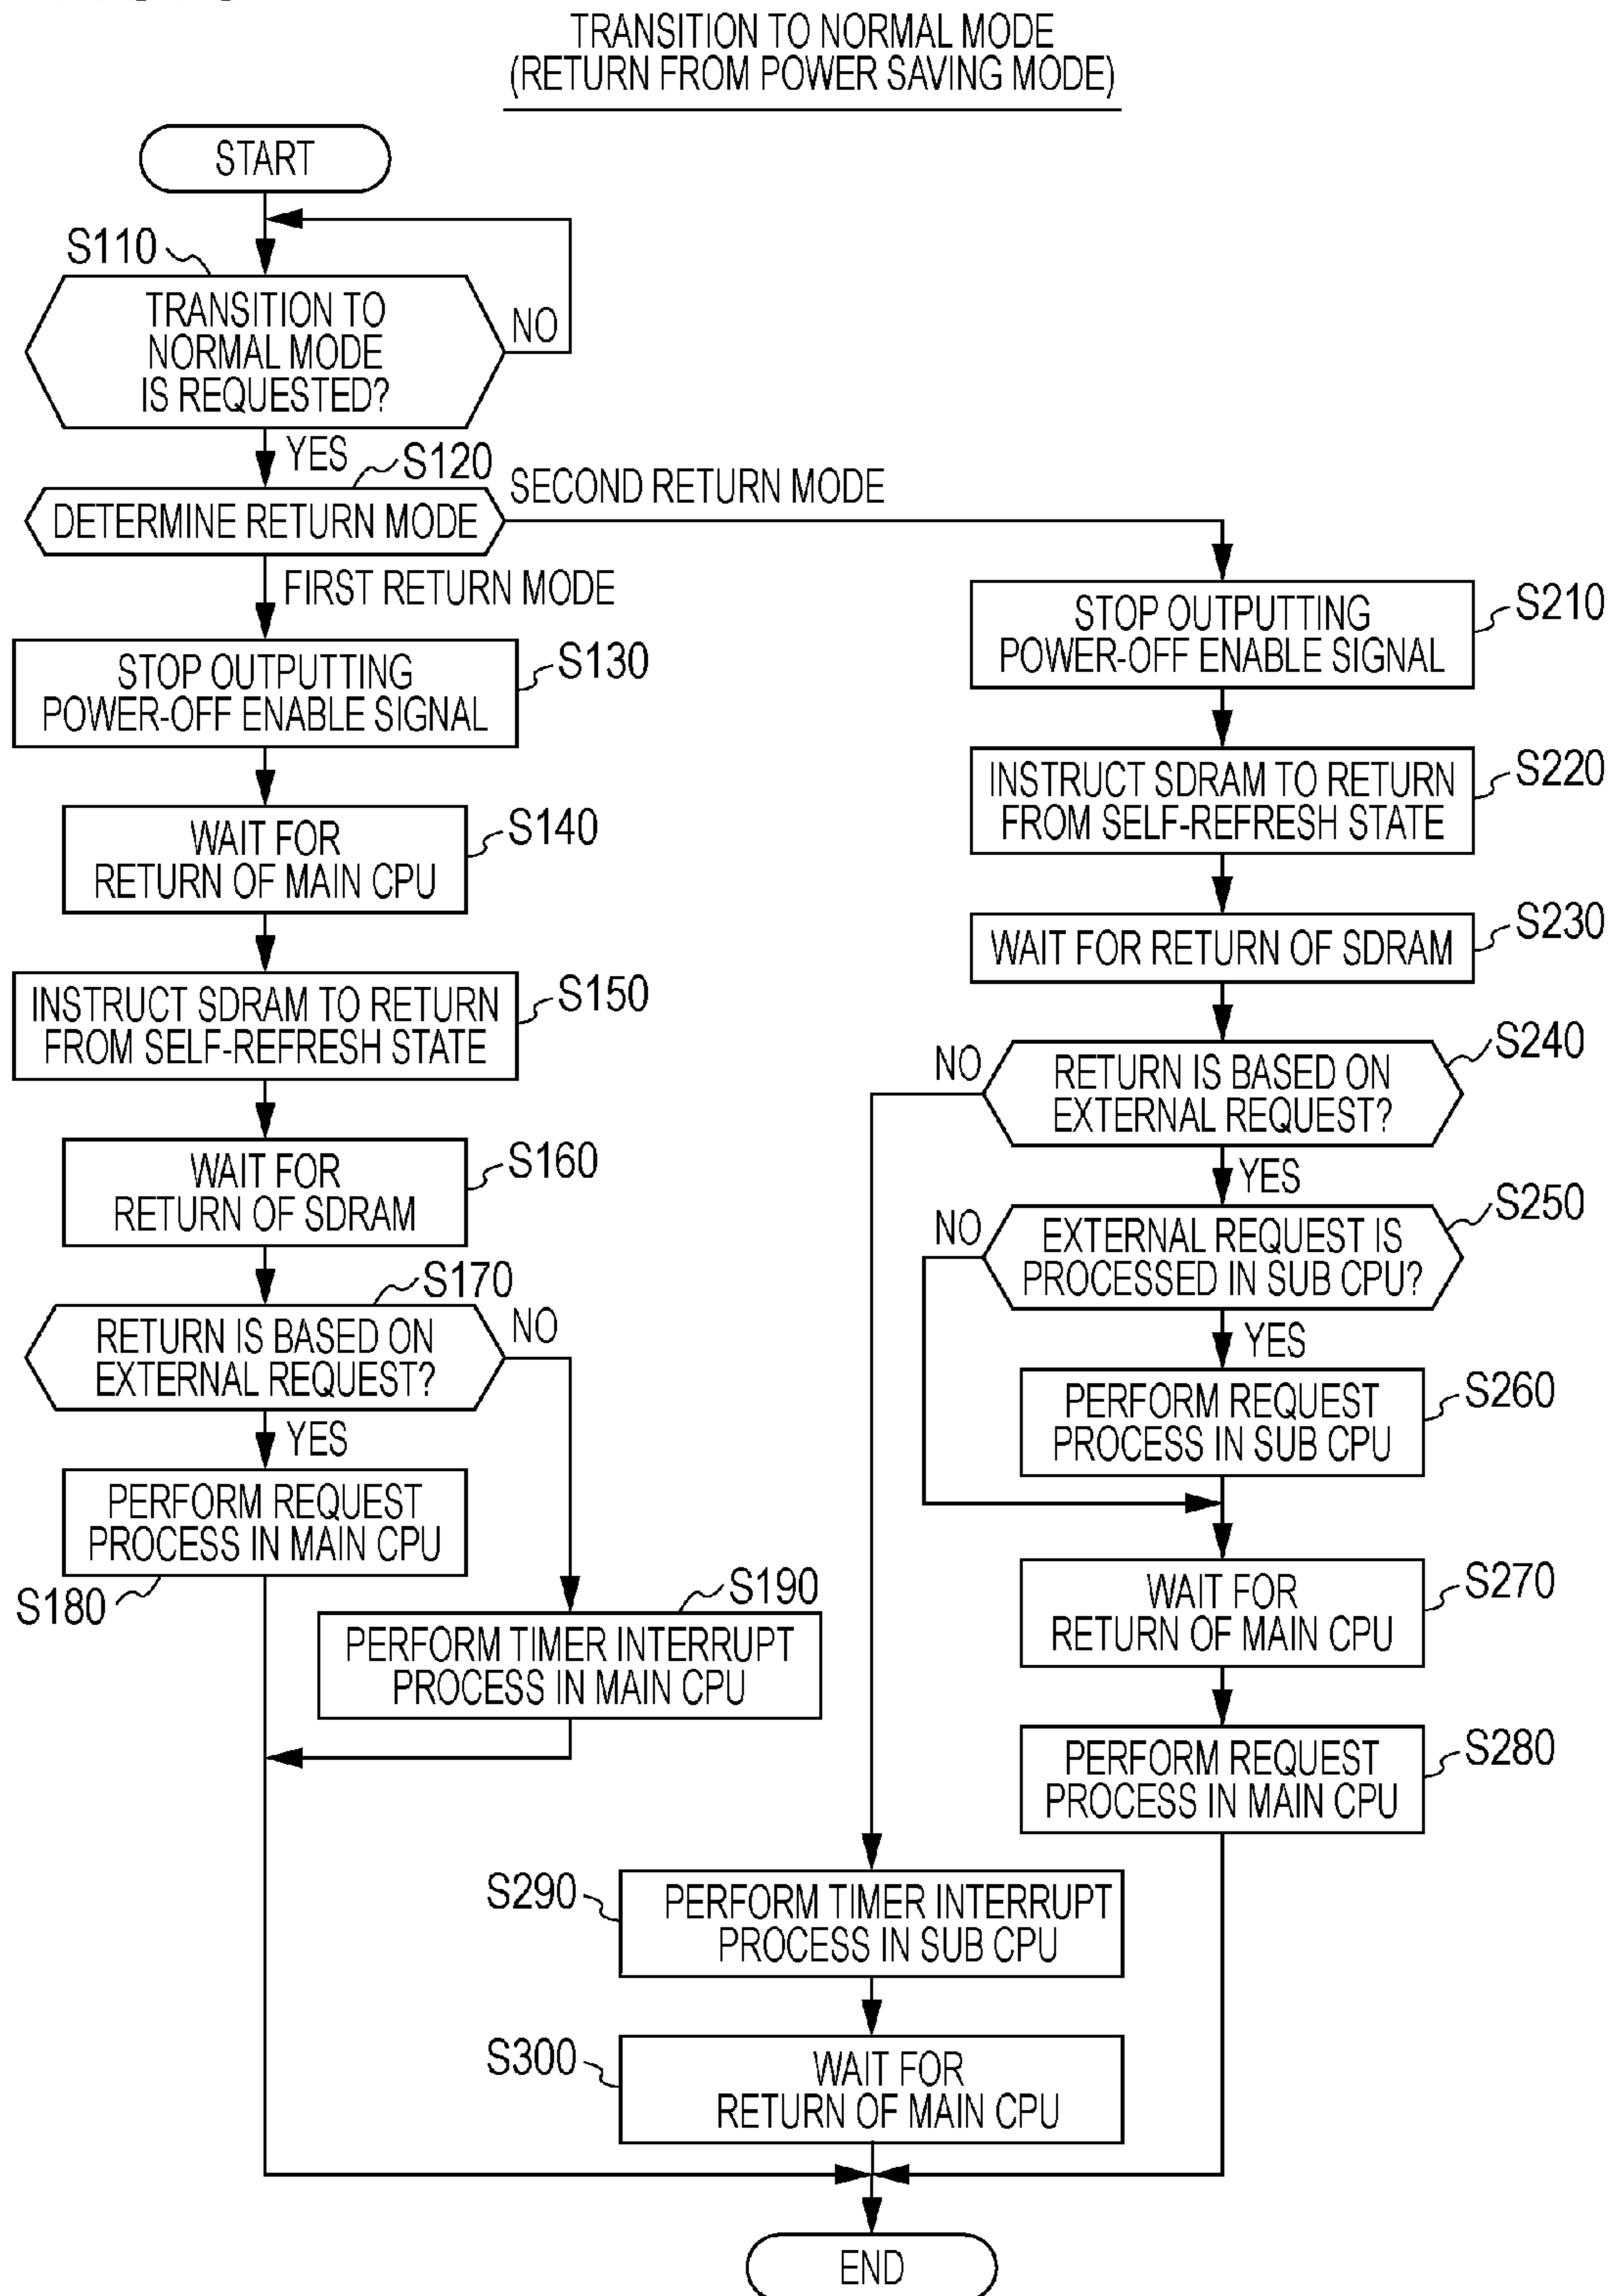 TRANSITION TO NORMAL MODE
(RETURN FROM POWER SAVING MODE)
START
S110
TRANSITION TO
NORMAL MODE
IS REQUESTED?
NO
YES
S120
DETERMINE RETURN MODE
SECOND RETURN MODE
FIRST RETURN MODE
S130
STOP OUTPUTTING
POWER-OFF ENABLE SIGNAL
S140
WAIT FOR
RETURN OF MAIN CPU
S150
INSTRUCT SDRAM TO RETURN
FROM SELF-REFRESH STATE
S160
WAIT FOR
RETURN OF SDRAM
S170
RETURN IS BASED ON
EXTERNAL REQUEST?
NO
YES
PERFORM REQUEST
PROCESS IN MAIN CPU
S180
S190
PERFORM TIMER INTERRUPT
PROCESS IN MAIN CPU
S210
STOP OUTPUTTING
POWER-OFF ENABLE SIGNAL
S220
INSTRUCT SDRAM TO RETURN
FROM SELF-REFRESH STATE
S230
WAIT FOR RETURN OF SDRAM
S240
NO
RETURN IS BASED ON
EXTERNAL REQUEST?
YES
S250
NO
EXTERNAL REQUEST IS
PROCESSED IN SUB CPU?
YES
S260
PERFORM REQUEST
PROCESS IN SUB CPU
S270
WAIT FOR
RETURN OF MAIN CPU
S280
PERFORM REQUEST
PROCESS IN MAIN CPU
S290
PERFORM TIMER INTERRUPT
PROCESS IN SUB CPU
S300
WAIT FOR
RETURN OF MAIN CPU
END